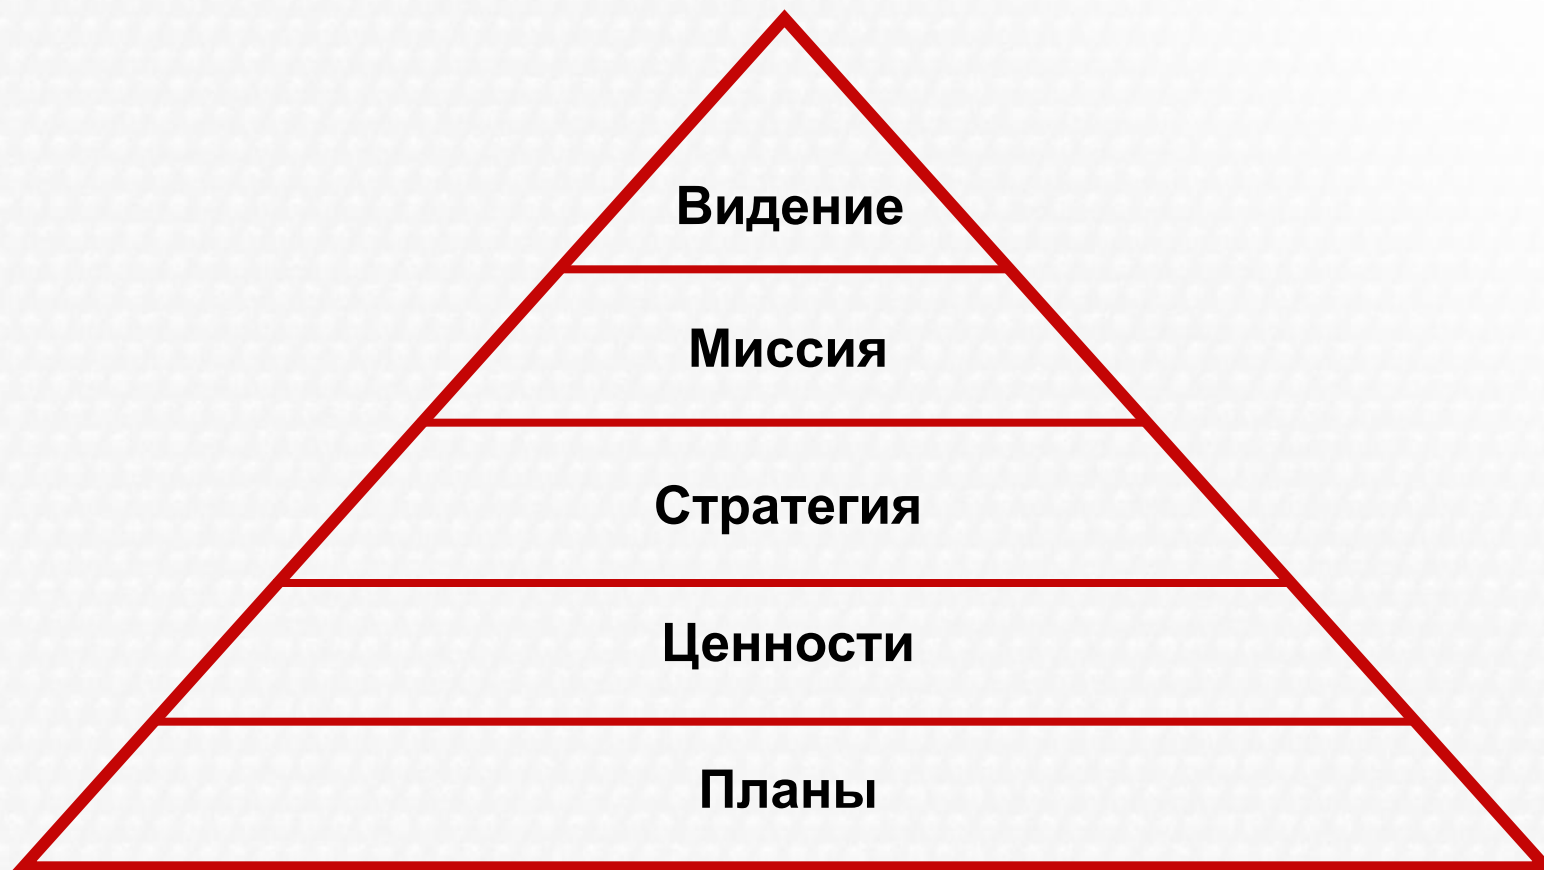 Видение
Миссия
Стратегия
Ценности
Планы